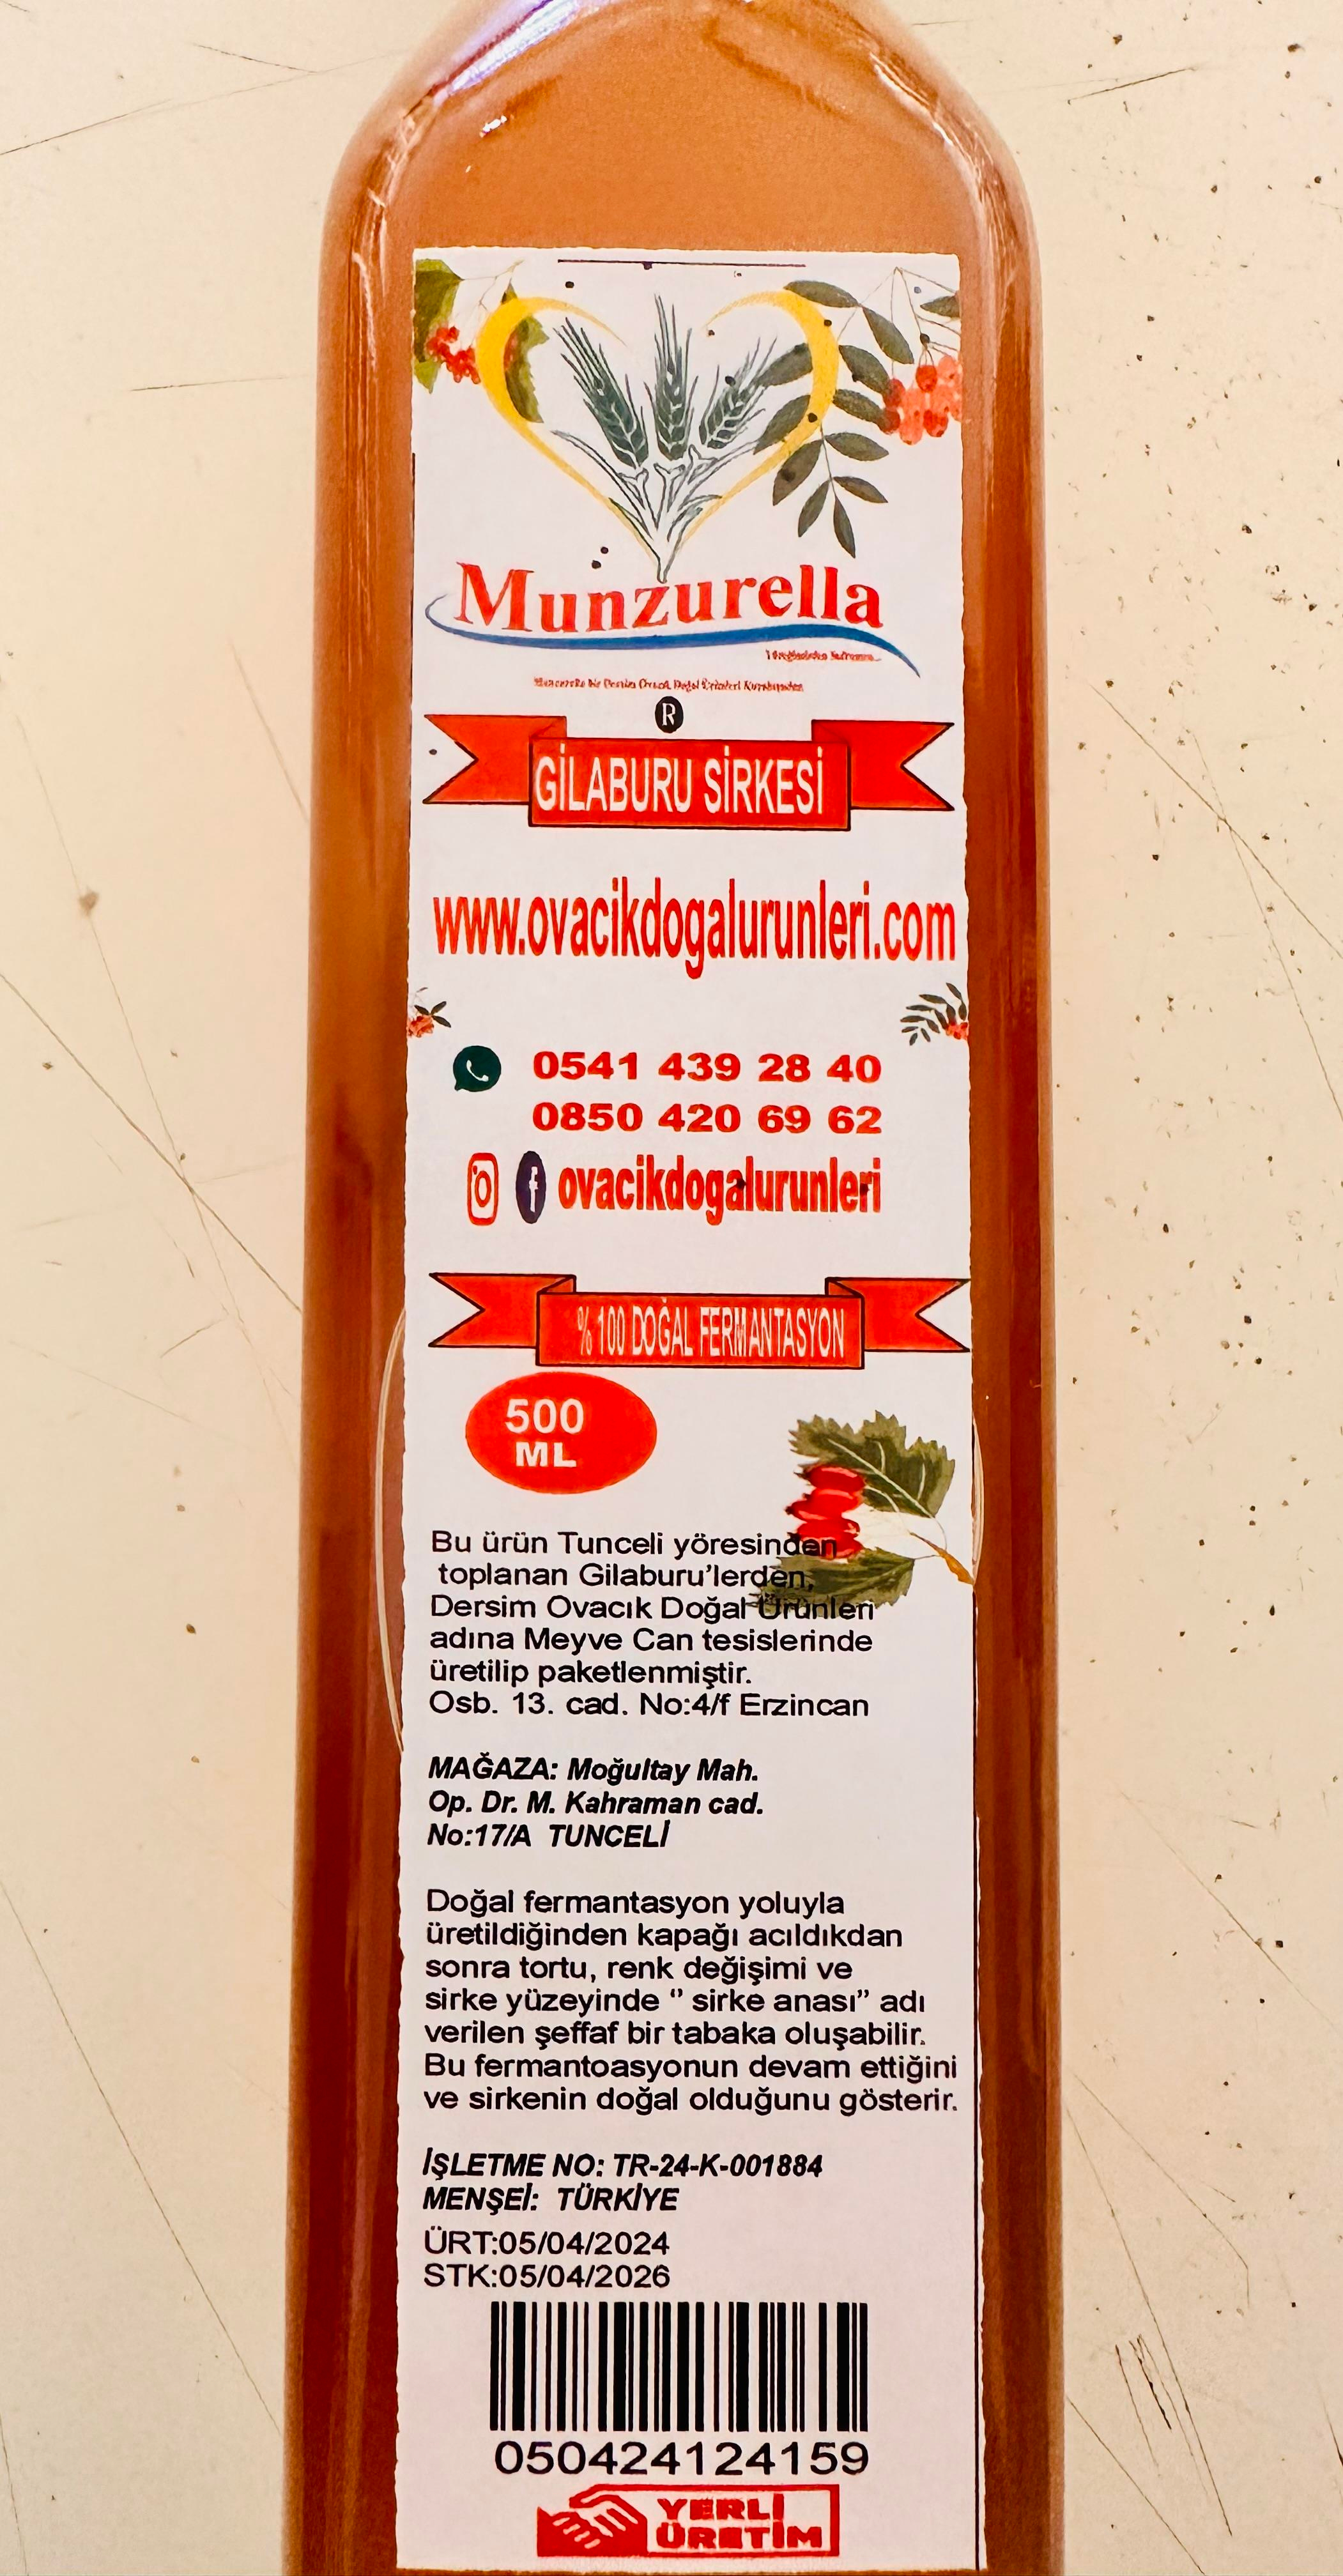 Munzurella
®
GİLABURU SİRKESİ
www.ovacikdogalurunleri.com
0541 439 28 40
0850 420 69 62
ovacikdogalurunleri
% 100 DOĞAL FERMANTASYON
500
ML
Bu ürün Tunceli yöresinden
toplanan Gilaburu'lerden,
Dersim Ovacık Doğal Ürünleri
adına Meyve Can tesislerinde
üretilip paketlenmiştir.
Osb. 13. cad. No:4/f Erzincan
MAĞAZA: Moğultay Mah.
Op. Dr. M. Kahraman cad.
No:17/A TUNCELİ
Doğal fermantasyon yoluyla
üretildiğinden kapağı acıldıkdan
sonra tortu, renk değişimi ve
sirke yüzeyinde " sirke anası" adı
verilen şeffaf bir tabaka oluşabilir.
Bu fermantoasyonun devam ettiğini
ve sirkenin doğal olduğunu gösterir.
İŞLETME NO: TR-24-K-001884
MENŞEİ: TÜRKİYE
ÜRT:05/04/2024
STK:05/04/2026
050424124159
YERLİ
ÜRETİM